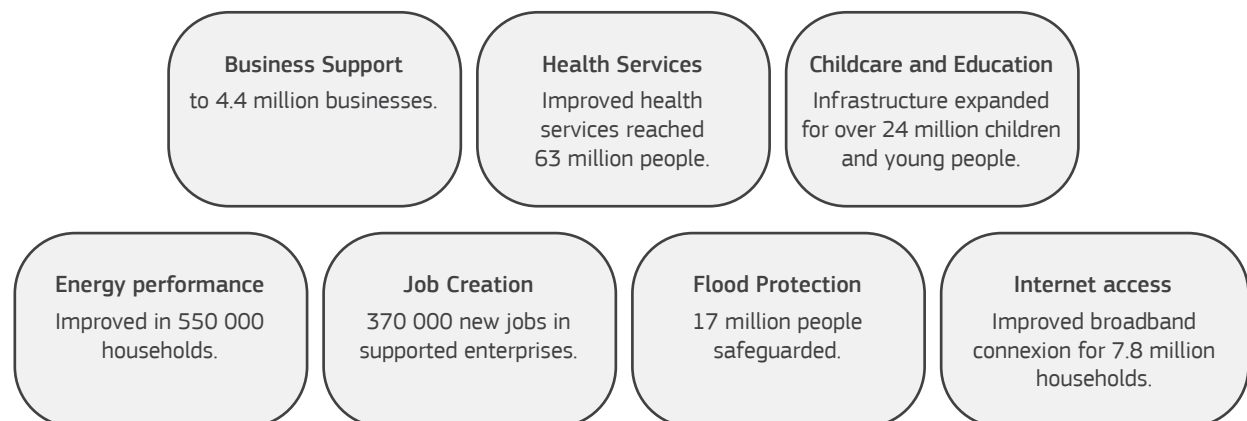 Business Support
to 4.4 million businesses.
Health Services
Improved health
services reached
63 million people.
Childcare and Education
Infrastructure expanded
for over 24 million children
and young people.
Energy performance
Improved in 550 000
households.
Job Creation
370 000 new jobs in
supported enterprises.
Flood Protection
17 million people
safeguarded.
Internet access
Improved broadband
connexion for 7.8 million
households.